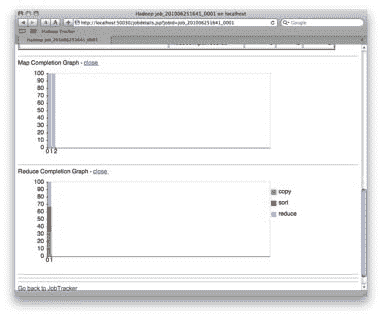 Hadoop job_201006251641_0001 on localhost
http://localhost:50030/jobdetails.jsp?jobid=job_201006251641_0001
Google
Hadoop Tracker
Hadoop job_201006251641_0001
Map Completion Graph - close
100
90
80
70
60
50
40
30
20
10
0
0 1 2
Reduce Completion Graph - close
100
90
80
70
60
50
40
30
20
10
0
0 1
copy
sort
reduce
Go back to JobTracker